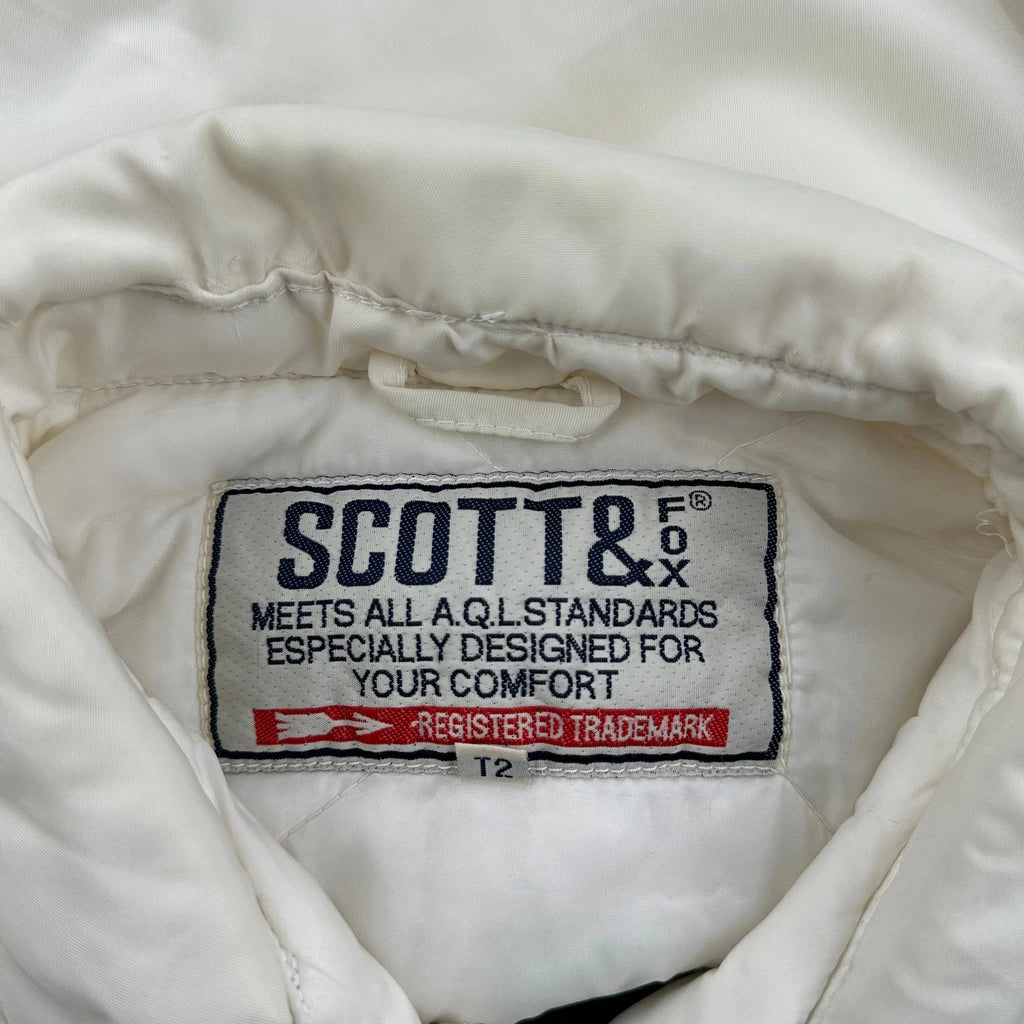 SCOTT& FOX®
MEETS ALL A.Q.L.STANDARDS
ESPECIALLY DESIGNED FOR
YOUR COMFORT
REGISTERED TRADEMARK
T2